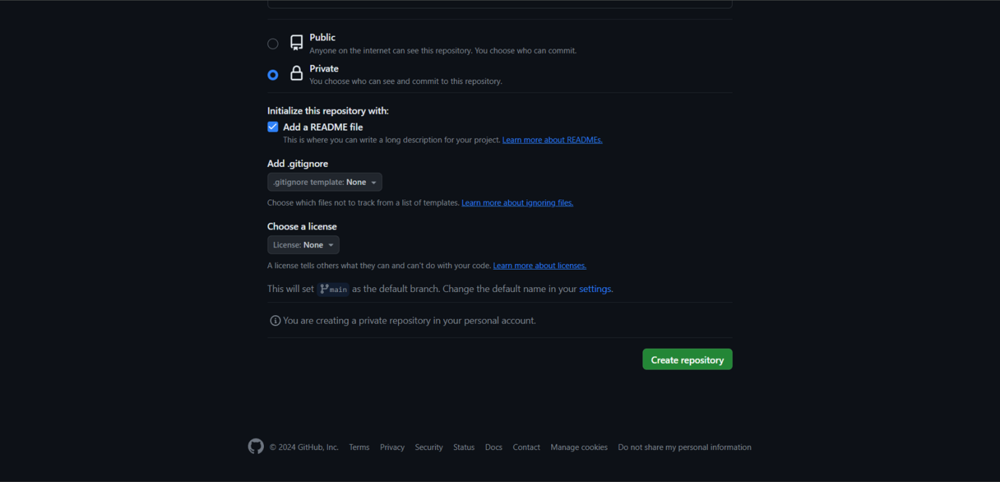 Public
Anyone on the internet can see this repository. You choose who can commit.
Private
You choose who can see and commit to this repository.
Initialize this repository with:
Add a README file
This is where you can write a long description for your project. Learn more about READMEs.
Add .gitignore
.gitignore template: None
Choose which files not to track from a list of templates. Learn more about ignoring files.
Choose a license
License: None
A license tells others what they can and can't do with your code. Learn more about licenses.
This will set main as the default branch. Change the default name in your settings.
You are creating a private repository in your personal account.
Create repository
© 2024 GitHub, Inc. Terms Privacy Security Status Docs Contact Manage cookies Do not share my personal information